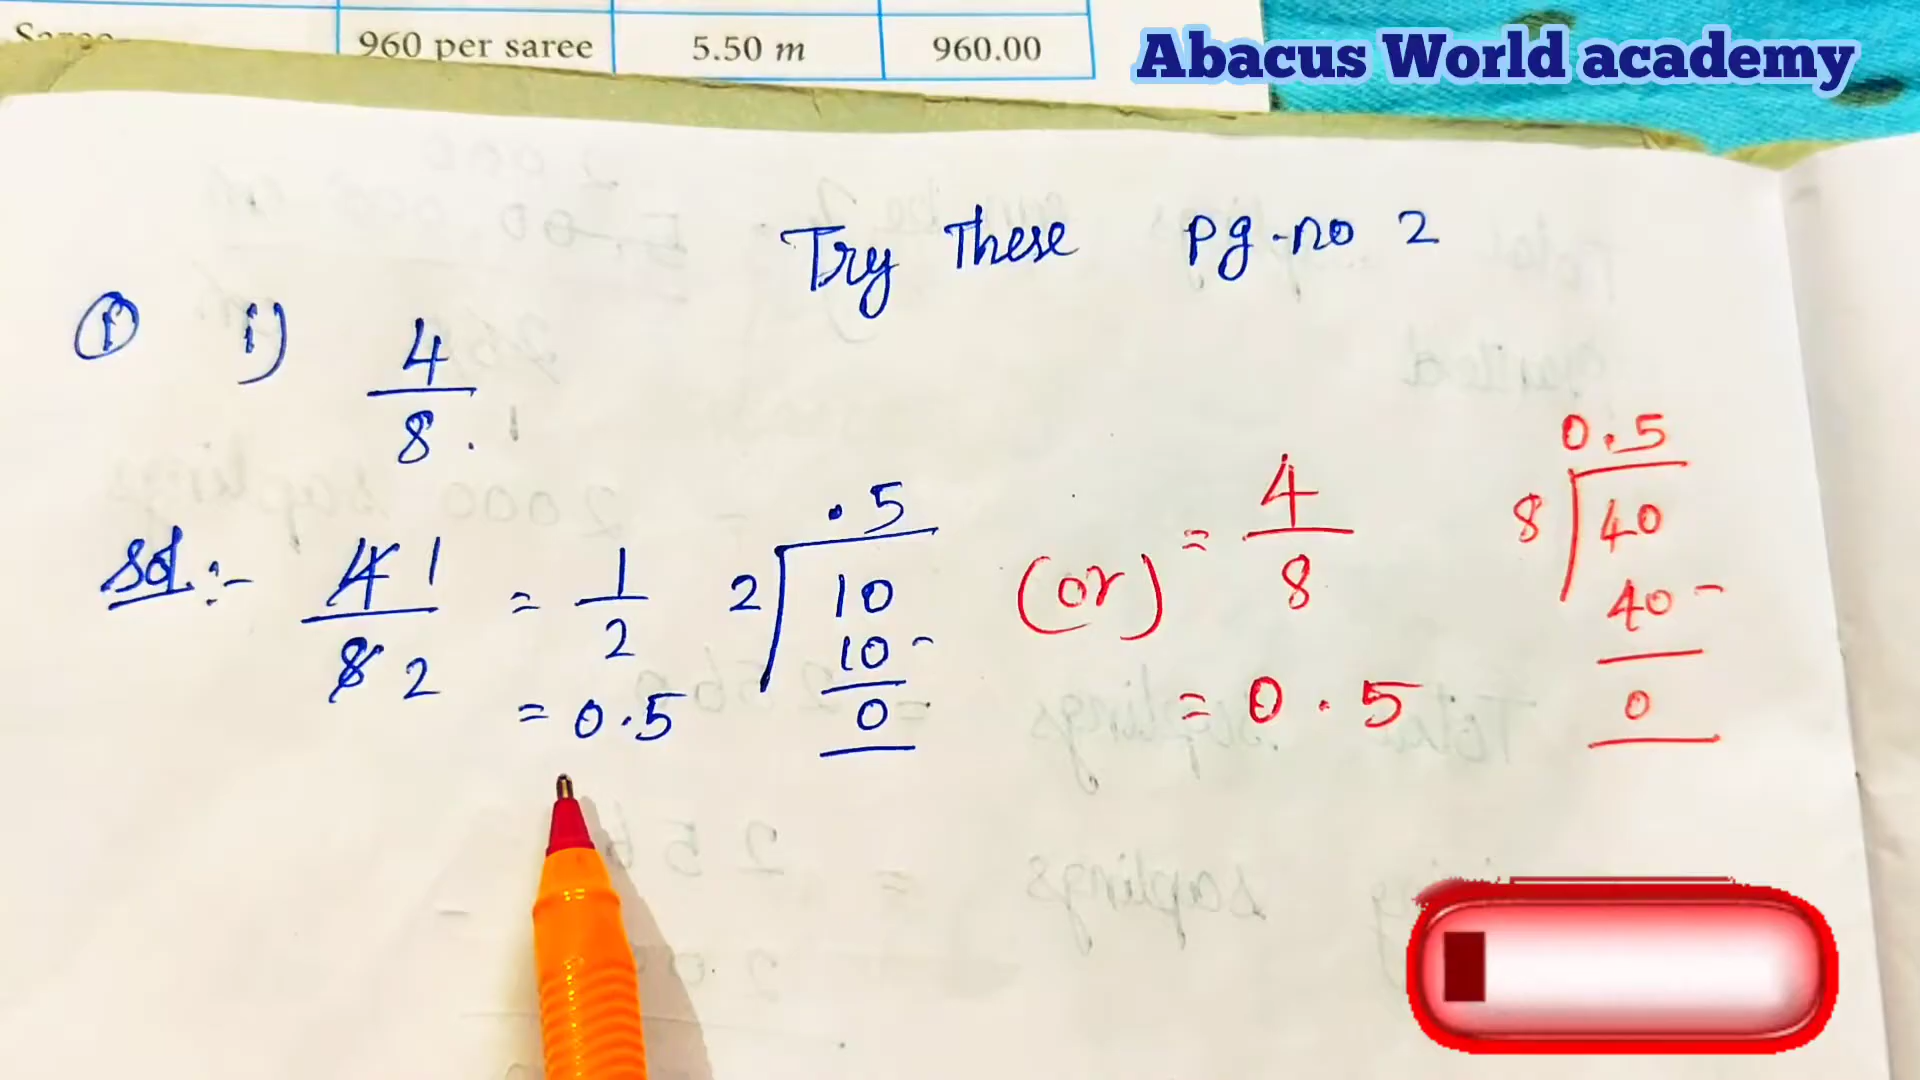 960 per saree 5.50 m 960.00
Abacus World academy
Try These pg.no 2
① i) 4/8.
Sol:- 4 1 / 8 2 = 1/2
= 0.5
.5
2 10
10 -
0
(or) = 4/8
= 0.5
0.5
8 40
40 -
0